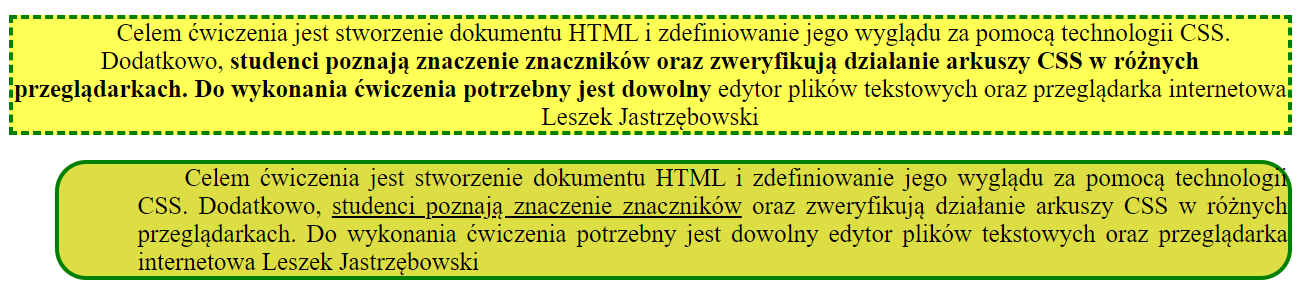 Celem ćwiczenia jest stworzenie dokumentu HTML i zdefiniowanie jego wyglądu za pomocą technologii CSS.
Dodatkowo, studenci poznają znaczenie znaczników oraz zweryfikują działanie arkuszy CSS w różnych
przeglądarkach. Do wykonania ćwiczenia potrzebny jest dowolny edytor plików tekstowych oraz przeglądarka internetowa
Leszek Jastrzębowski
Celem ćwiczenia jest stworzenie dokumentu HTML i zdefiniowanie jego wyglądu za pomocą technologii
CSS. Dodatkowo, studenci poznają znaczenie znaczników oraz zweryfikują działanie arkuszy CSS w różnych
przeglądarkach. Do wykonania ćwiczenia potrzebny jest dowolny edytor plików tekstowych oraz przeglądarka
internetowa Leszek Jastrzębowski